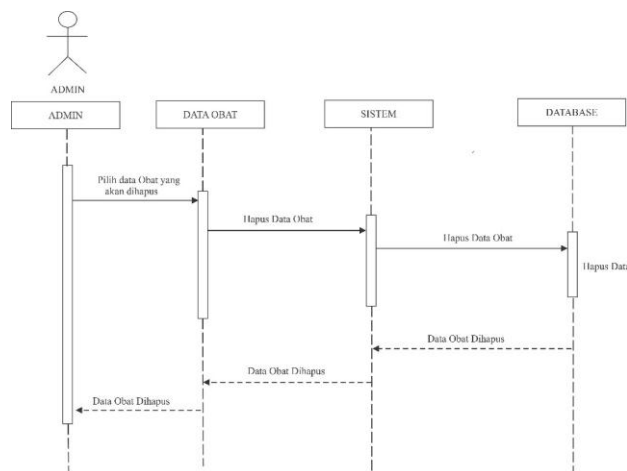 ADMIN
ADMIN
DATA OBAT
SISTEM
DATABASE
Pilih data Obat yang
akan dihapus
Hapus Data Obat
Hapus Data Obat
Hapus Data
Data Obat Dihapus
Data Obat Dihapus
Data Obat Dihapus